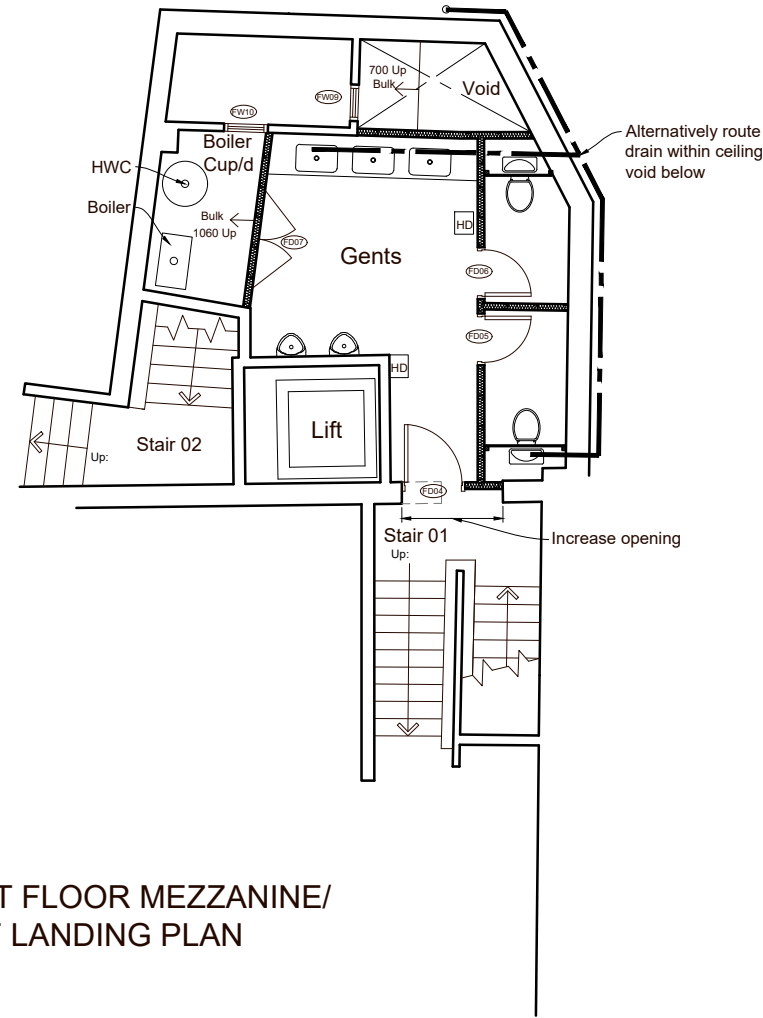 700 Up
Bulk
Void
FW09
FW10
Boiler
Cup/d
Alternatively route
drain within ceiling
void below
HWC
Boiler
Bulk
1060 Up
FD07
HD
Gents
FD06
FD05
HD
Lift
Stair 02
Up:
FD04
Stair 01
Up:
Increase opening
T FLOOR MEZZANINE/
LANDING PLAN